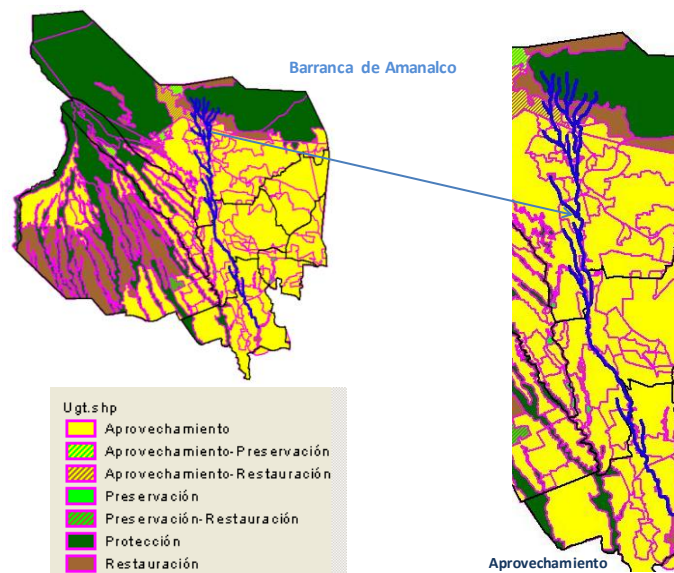 Barranca de Amanalco
Ugt.shp
Aprovechamiento
Aprovechamiento-Preservación
Aprovechamiento-Restauración
Preservación
Preservación-Restauración
Protección
Restauración
Aprovechamiento